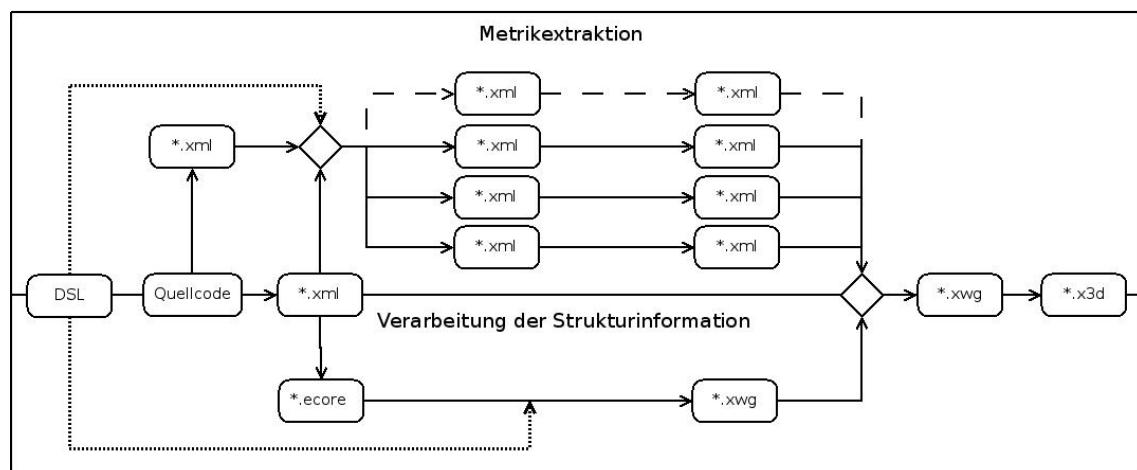 Metrikextraktion
*.xml
*.xml
*.xml
*.xml
*.xml
*.xml
*.xml
*.xml
*.xml
DSL
Quellcode
*.xml
*.xwg
*.x3d
Verarbeitung der Strukturinformation
*.ecore
*.xwg